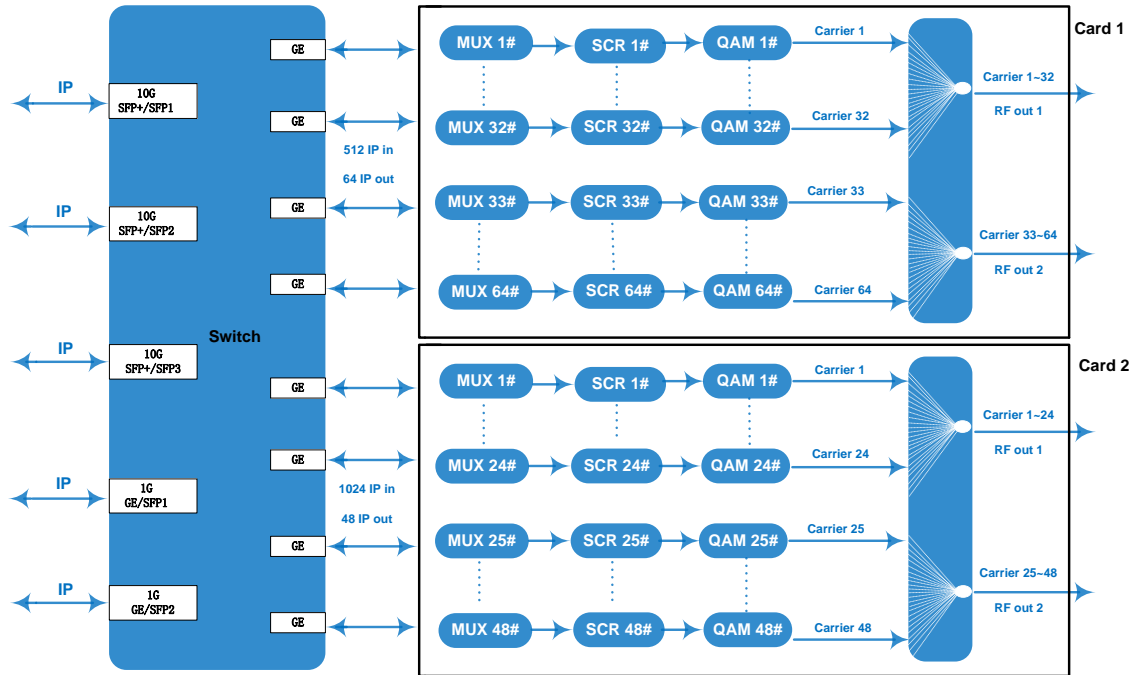 IP
10G
SFP+/SFP1
IP
10G
SFP+/SFP2
IP
10G
SFP+/SFP3
IP
1G
GE/SFP1
IP
1G
GE/SFP2
Switch
GE
GE
512 IP in
64 IP out
GE
GE
GE
GE
1024 IP in
48 IP out
GE
GE
Card 1
MUX 1#
SCR 1#
QAM 1#
Carrier 1
MUX 32#
SCR 32#
QAM 32#
Carrier 32
Carrier 1~32
RF out 1
MUX 33#
SCR 33#
QAM 33#
Carrier 33
MUX 64#
SCR 64#
QAM 64#
Carrier 64
Carrier 33~64
RF out 2
Card 2
MUX 1#
SCR 1#
QAM 1#
Carrier 1
MUX 24#
SCR 24#
QAM 24#
Carrier 24
Carrier 1~24
RF out 1
MUX 25#
SCR 25#
QAM 25#
Carrier 25
MUX 48#
SCR 48#
QAM 48#
Carrier 48
Carrier 25~48
RF out 2